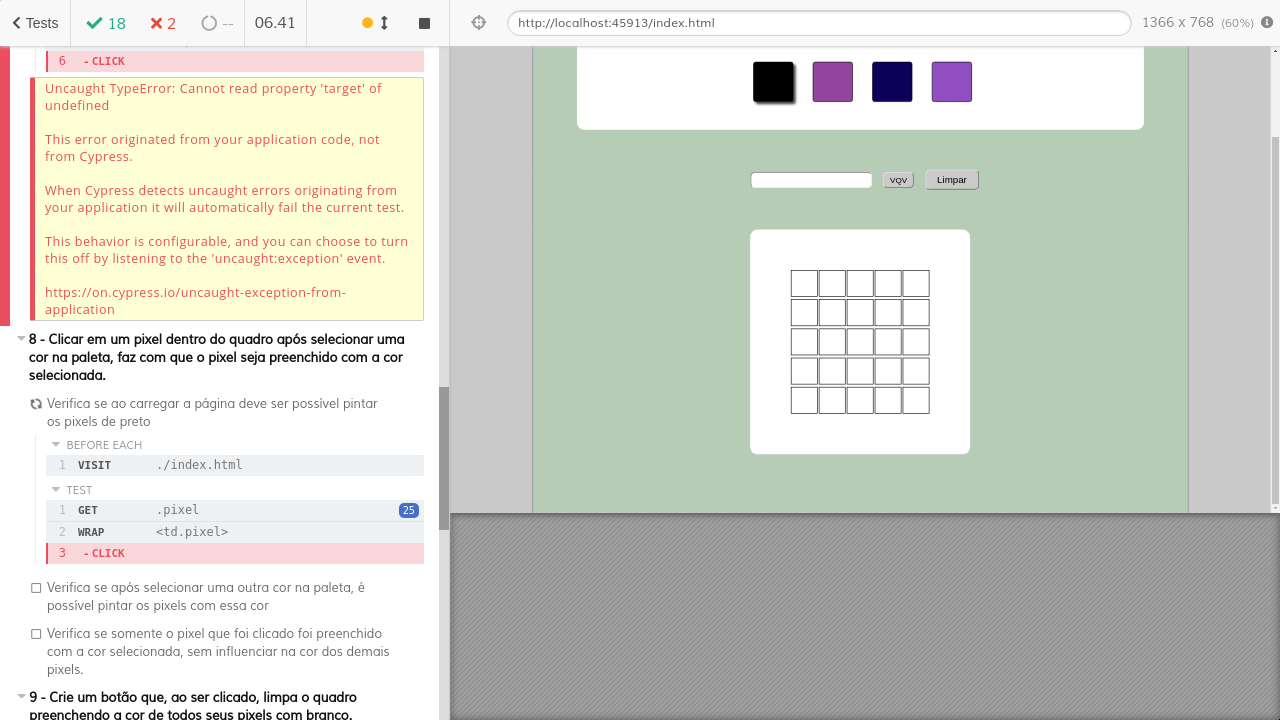 Tests
18
2
--
06.41
http://localhost:45913/index.html
1366 x 768 (60%)
6 - CLICK
Uncaught TypeError: Cannot read property 'target' of
undefined
This error originated from your application code, not
from Cypress.
When Cypress detects uncaught errors originating from
your application it will automatically fail the current test.
This behavior is configurable, and you can choose to turn
this off by listening to the 'uncaught:exception' event.
https://on.cypress.io/uncaught-exception-from-
application
8 - Clicar em um pixel dentro do quadro após selecionar uma
cor na paleta, faz com que o pixel seja preenchido com a cor
selecionada.
Verifica se ao carregar a página deve ser possível pintar
os pixels de preto
BEFORE EACH
1 VISIT ./index.html
TEST
1 GET .pixel 25
2 WRAP <td.pixel>
3 - CLICK
Verifica se após selecionar uma outra cor na paleta, é
possível pintar os pixels com essa cor
Verifica se somente o pixel que foi clicado foi preenchido
com a cor selecionada, sem influenciar na cor dos demais
pixels.
9 - Crie um botão que, ao ser clicado, limpa o quadro
preenchendo a cor de todos seus pixels com branco.
VQV
Limpar